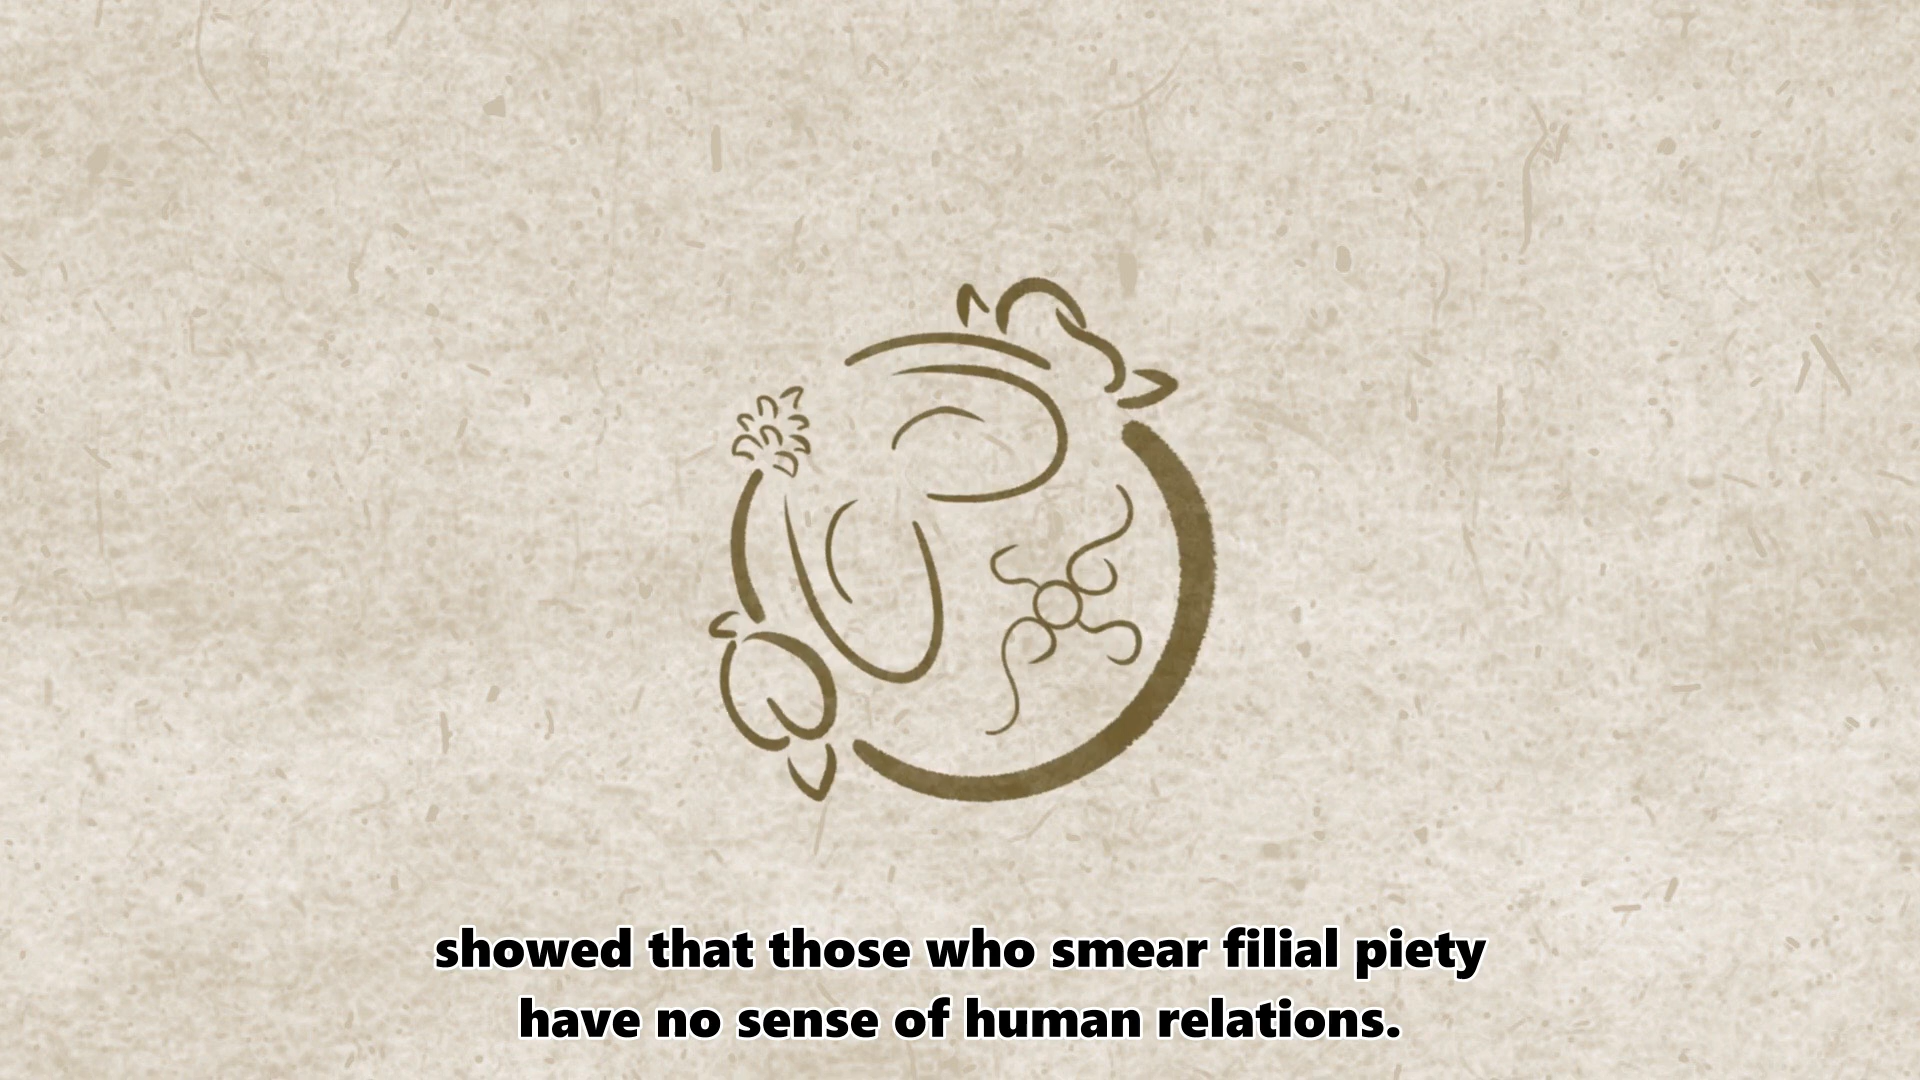 showed that those who smear filial piety
have no sense of human relations.